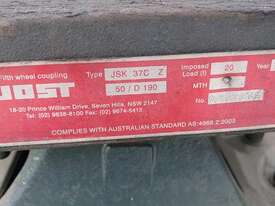 JOST
Fifth wheel coupling
Type JSK 37C Z
50 / D 190
Imposed Load (t) 20
Year
MTH
No.
18-20 Prince William Drive, Seven Hills, NSW 2147
Tel: (02) 9638-8100 Fax: (02) 9674-5413
COMPLIES WITH AUSTRALIAN STANDARD AS:4968.2:2003